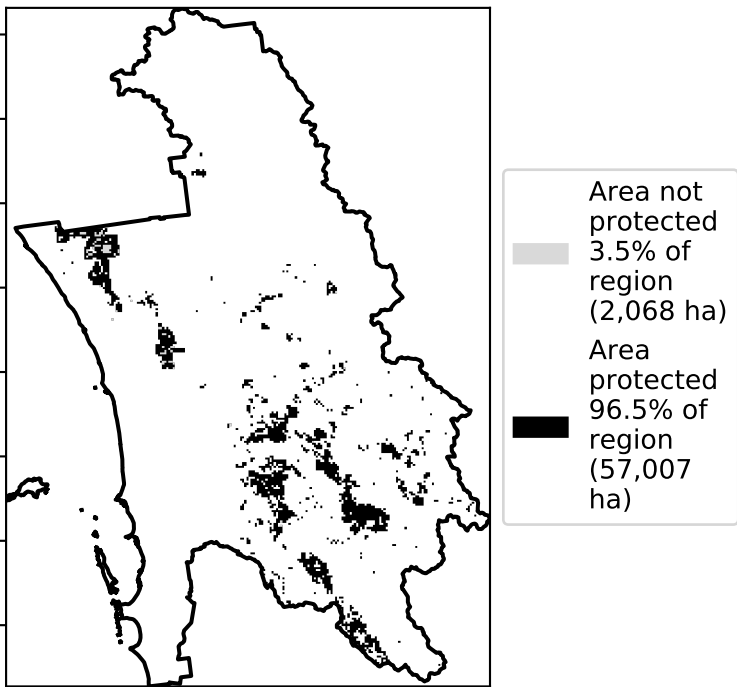 Area not
protected
3.5% of
region
(2,068 ha)
Area
protected
96.5% of
region
(57,007
ha)